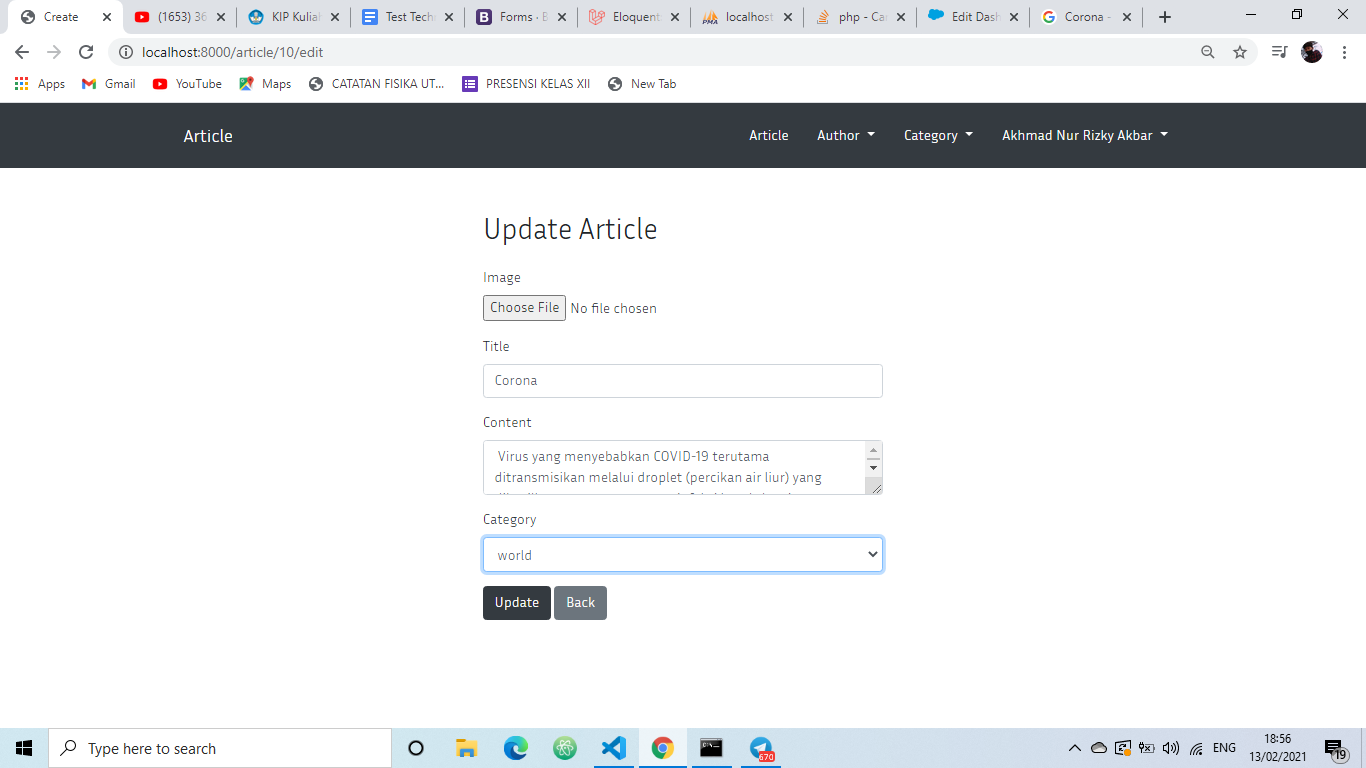 Create
(1653) 36
KIP Kuliah
Test Techn
Forms · B
Eloquent:
localhost
php - Can
Edit Dash
Corona -
localhost:8000/article/10/edit
Apps
Gmail
YouTube
Maps
CATATAN FISIKA UT...
PRESENSI KELAS XII
New Tab
Article
Article
Author
Category
Akhmad Nur Rizky Akbar
Update Article
Image
Choose File No file chosen
Title
Corona
Content
Virus yang menyebabkan COVID-19 terutama
ditransmisikan melalui droplet (percikan air liur) yang
Category
world
Update
Back
Type here to search
670
ENG
18:56
13/02/2021
19